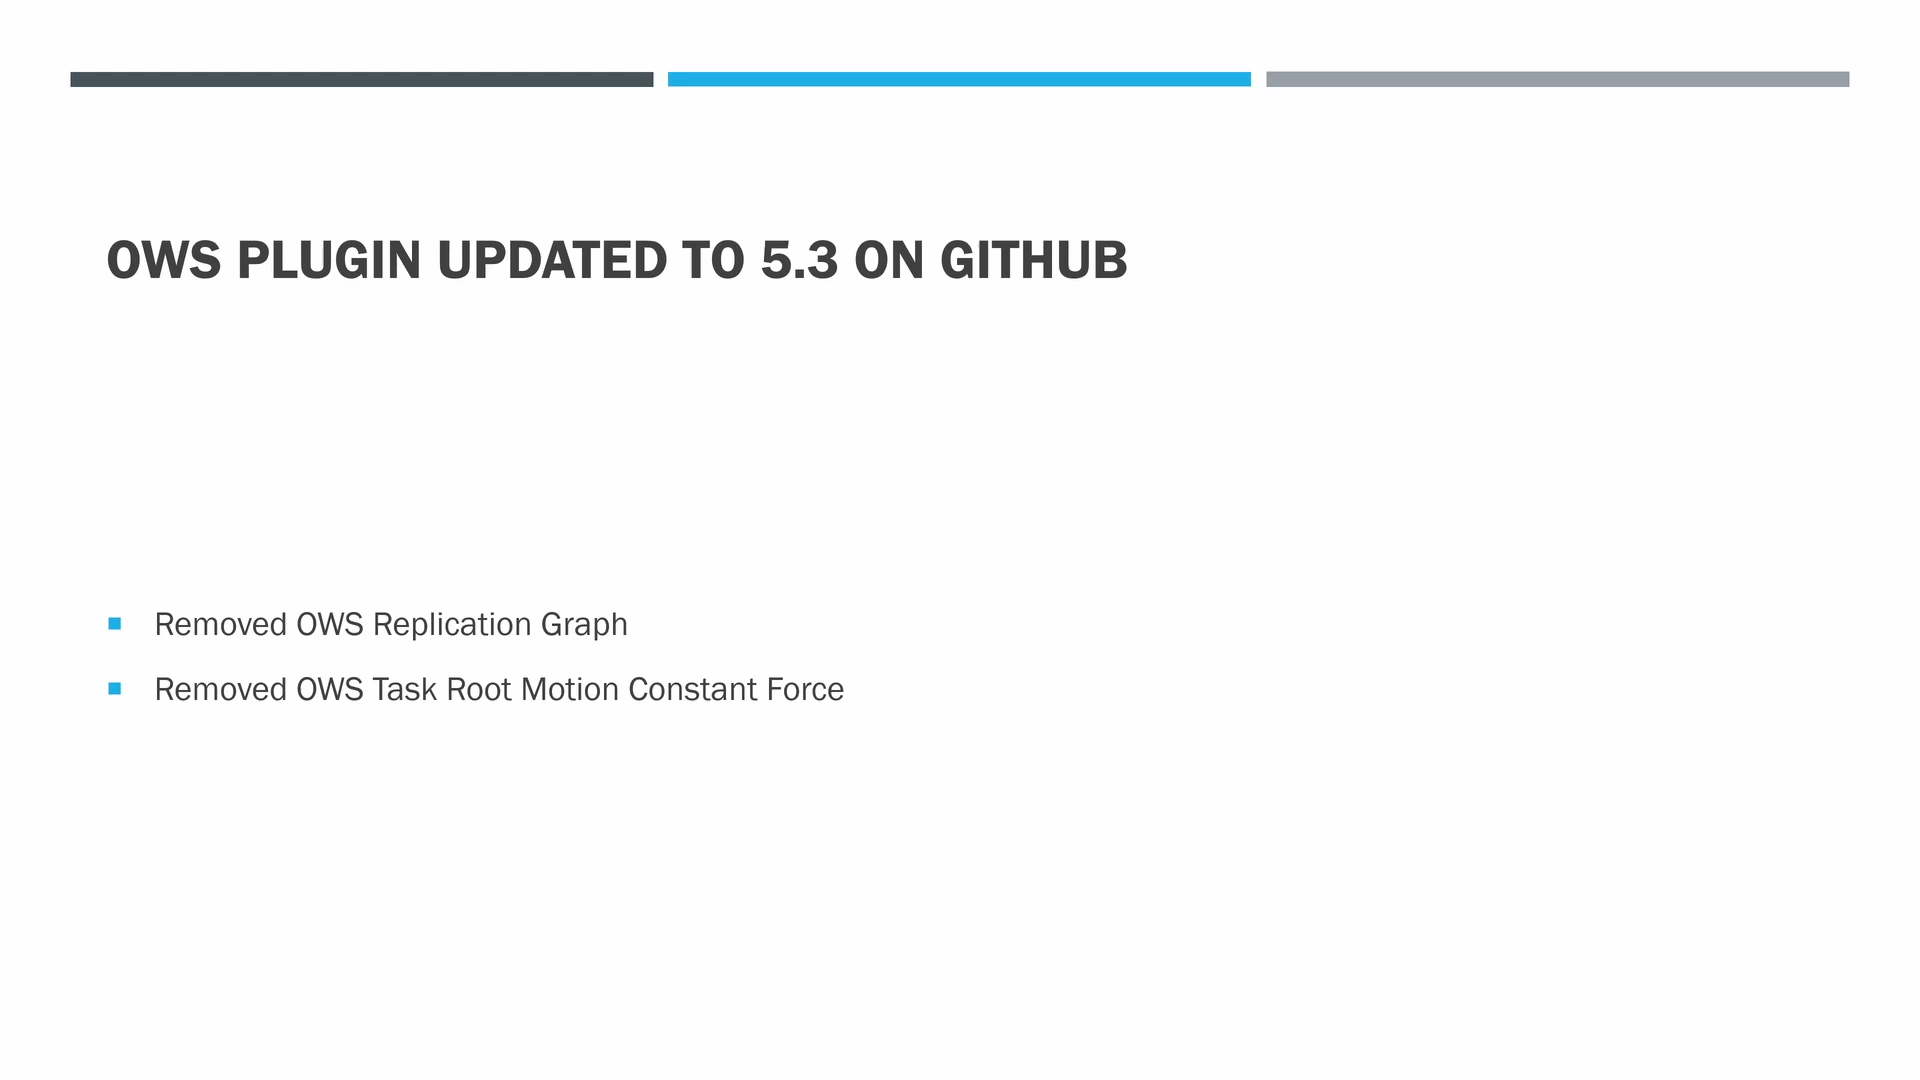 OWS PLUGIN UPDATED TO 5.3 ON GITHUB
Removed OWS Replication Graph
Removed OWS Task Root Motion Constant Force